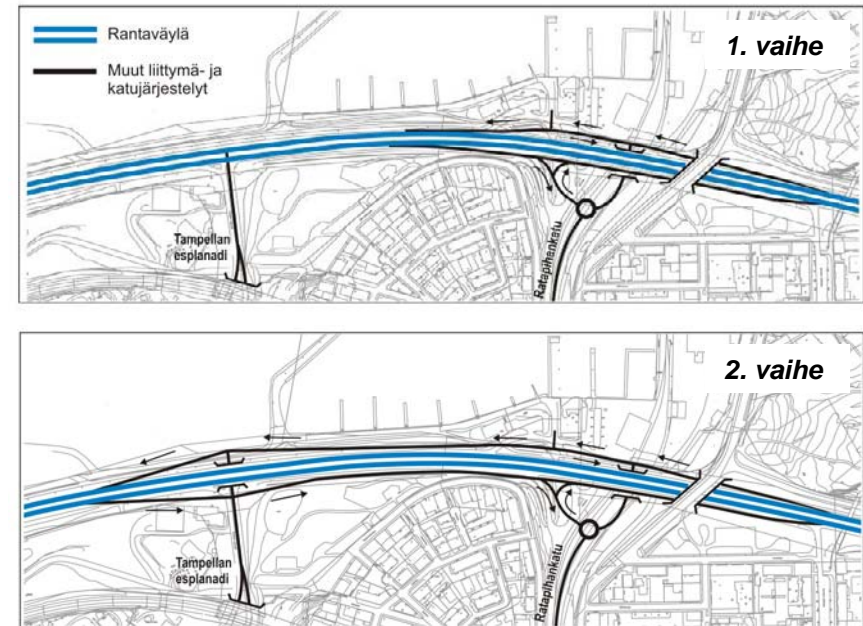 Rantaväylä
Muut liittymä- ja
katujärjestelyt
1. vaihe
Tampellan
esplanadi
Ratapihankatu
2. vaihe
Tampellan
esplanadi
Ratapihankatu